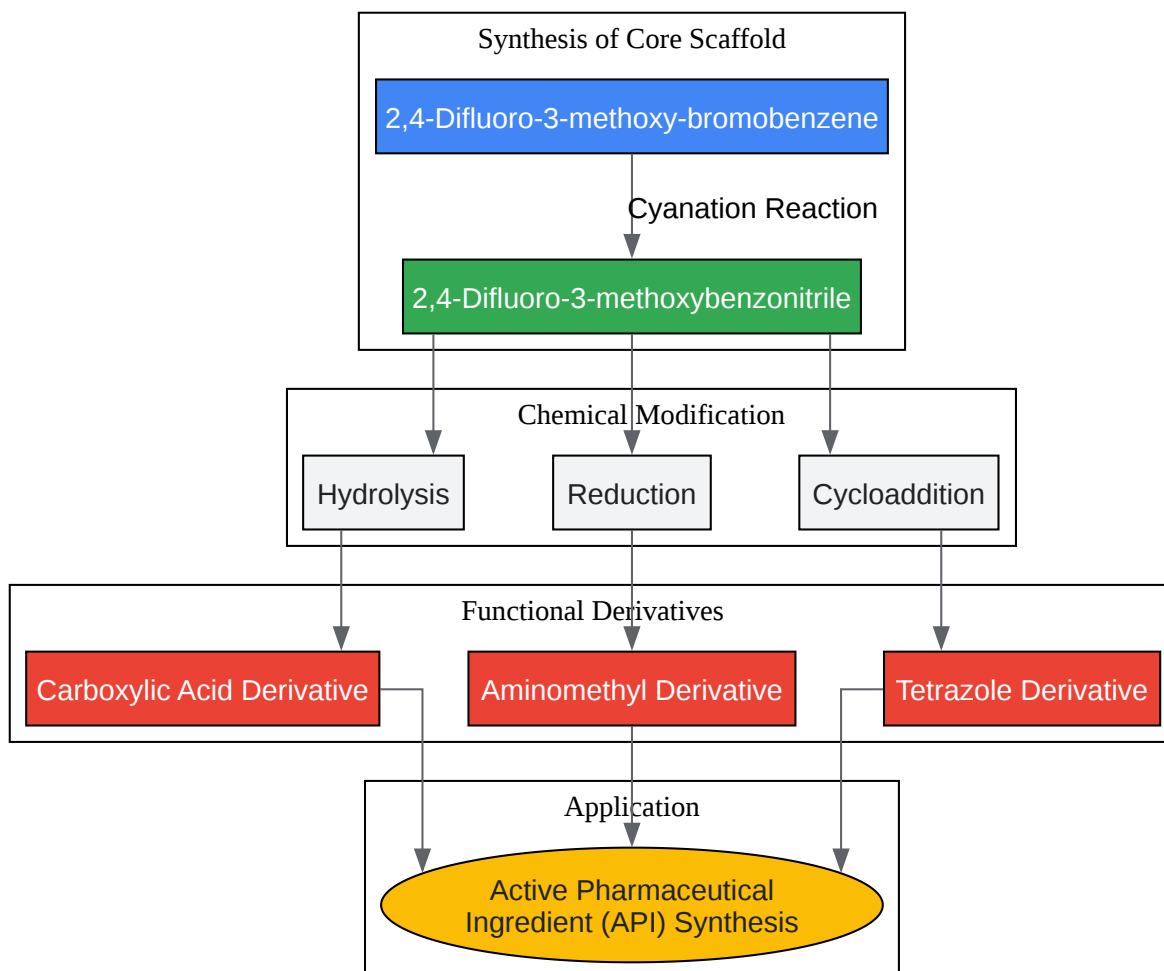 Synthesis of Core Scaffold
2,4-Difluoro-3-methoxy-bromobenzene
Cyanation Reaction
2,4-Difluoro-3-methoxybenzonitrile
Chemical Modification
Hydrolysis
Reduction
Cycloaddition
Functional Derivatives
Carboxylic Acid Derivative
Aminomethyl Derivative
Tetrazole Derivative
Application
Active Pharmaceutical
Ingredient (API) Synthesis